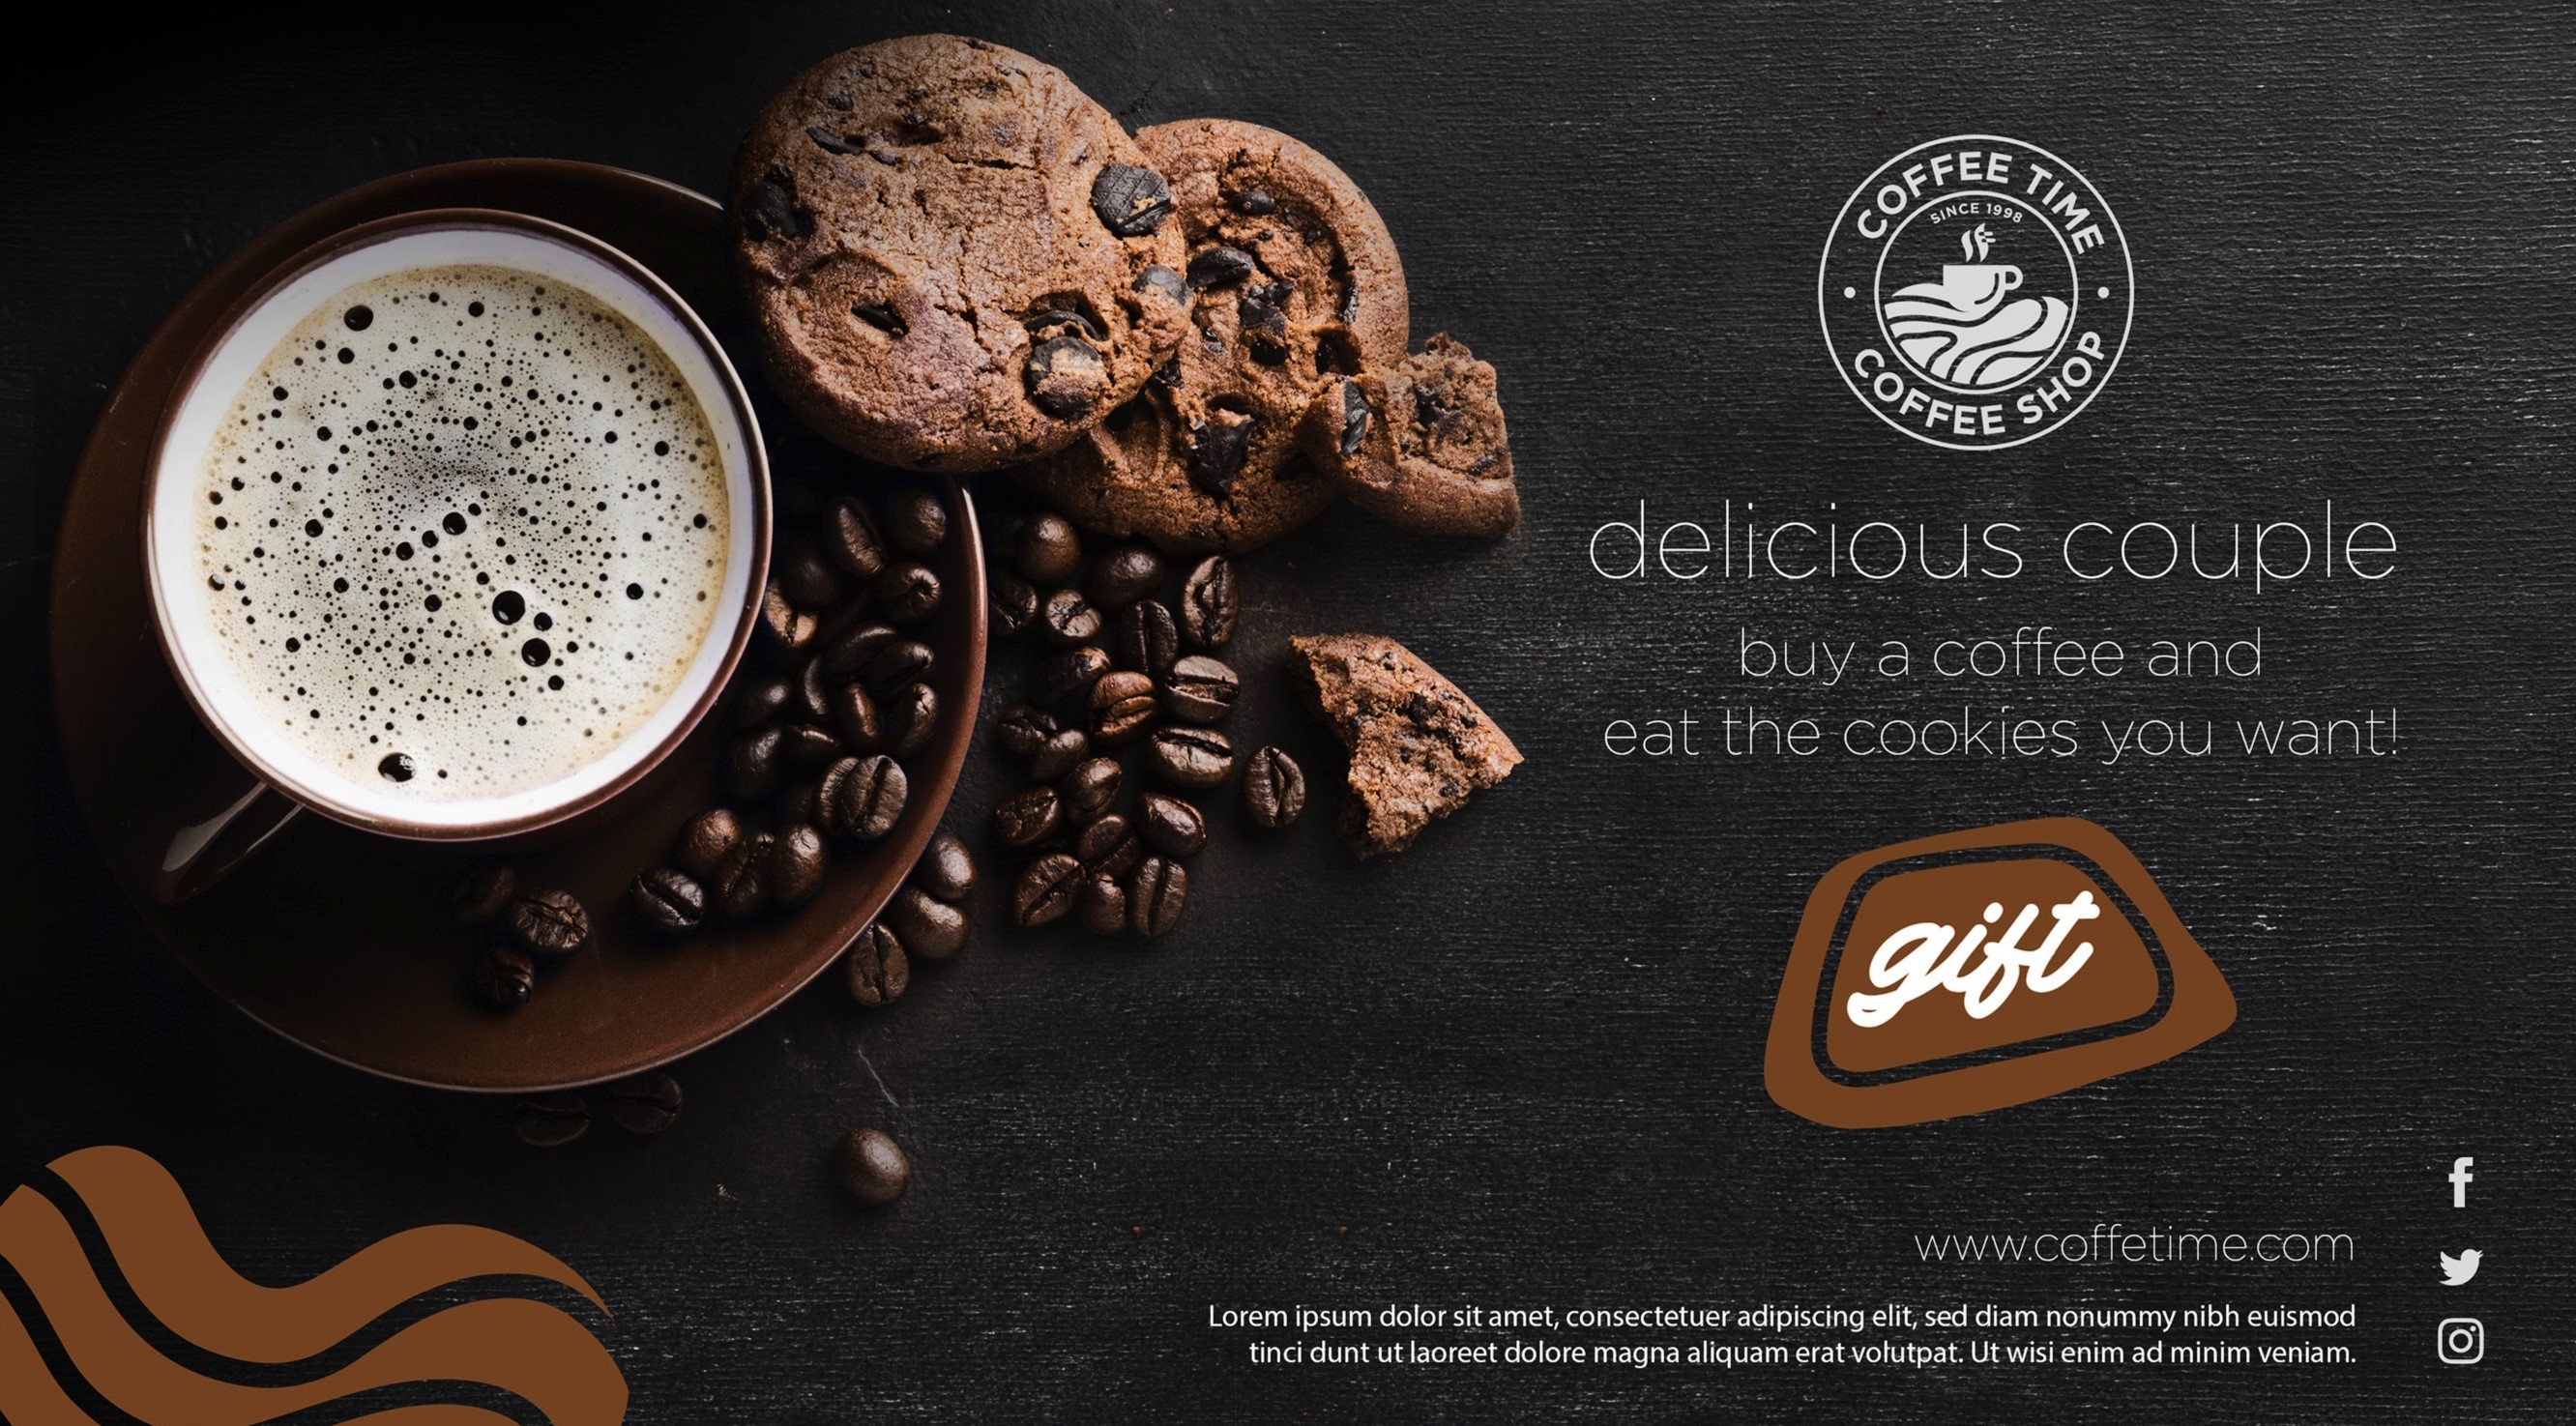 COFFEE TIME
SINCE 1998
COFFEE SHOP
delicious couple
buy a coffee and
eat the cookies you want!
gift
www.coffetime.com
Lorem ipsum dolor sit amet, consectetuer adipiscing elit, sed diam nonummy nibh euismod
tinci dunt ut laoreet dolore magna aliquam erat volutpat. Ut wisi enim ad minim veniam.